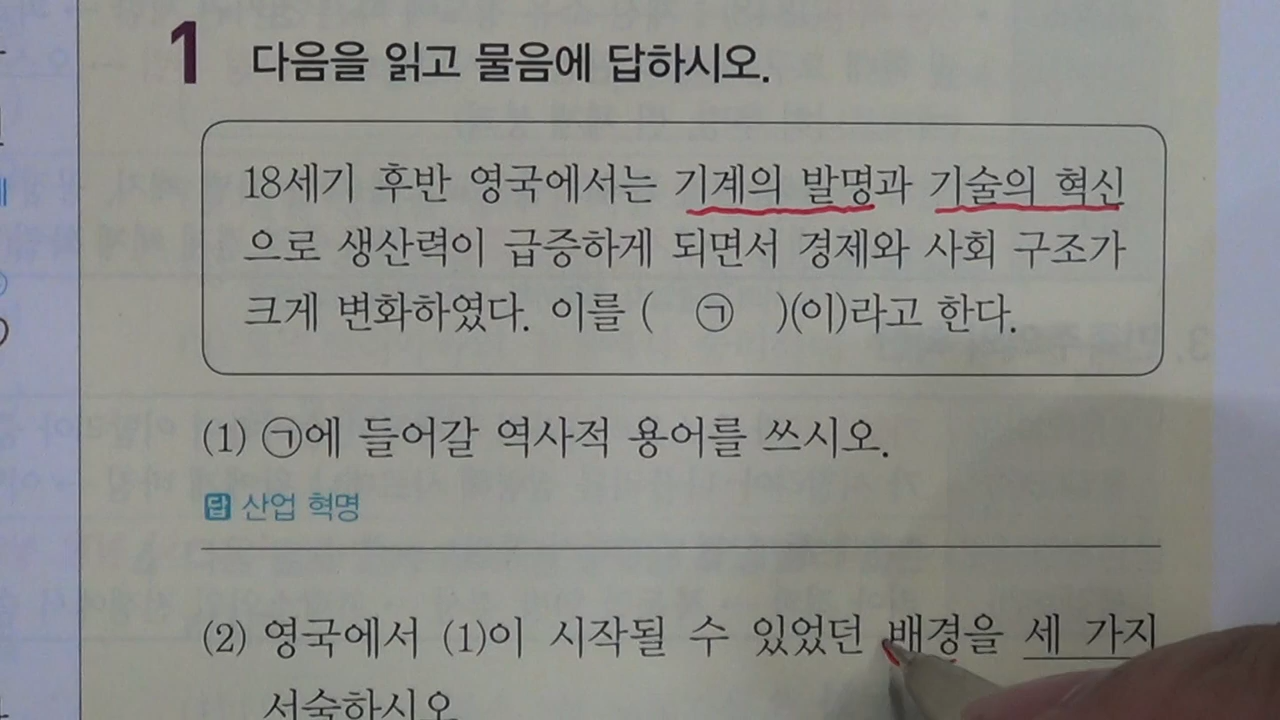 1 다음을 읽고 물음에 답하시오.
18세기 후반 영국에서는 기계의 발명과 기술의 혁신
으로 생산력이 급증하게 되면서 경제와 사회 구조가
크게 변화하였다. 이를 ( ㉠ )(이)라고 한다.
(1) ㉠에 들어갈 역사적 용어를 쓰시오.
답 산업 혁명
(2) 영국에서 (1)이 시작될 수 있었던 배경을 세 가지
서술하시오.